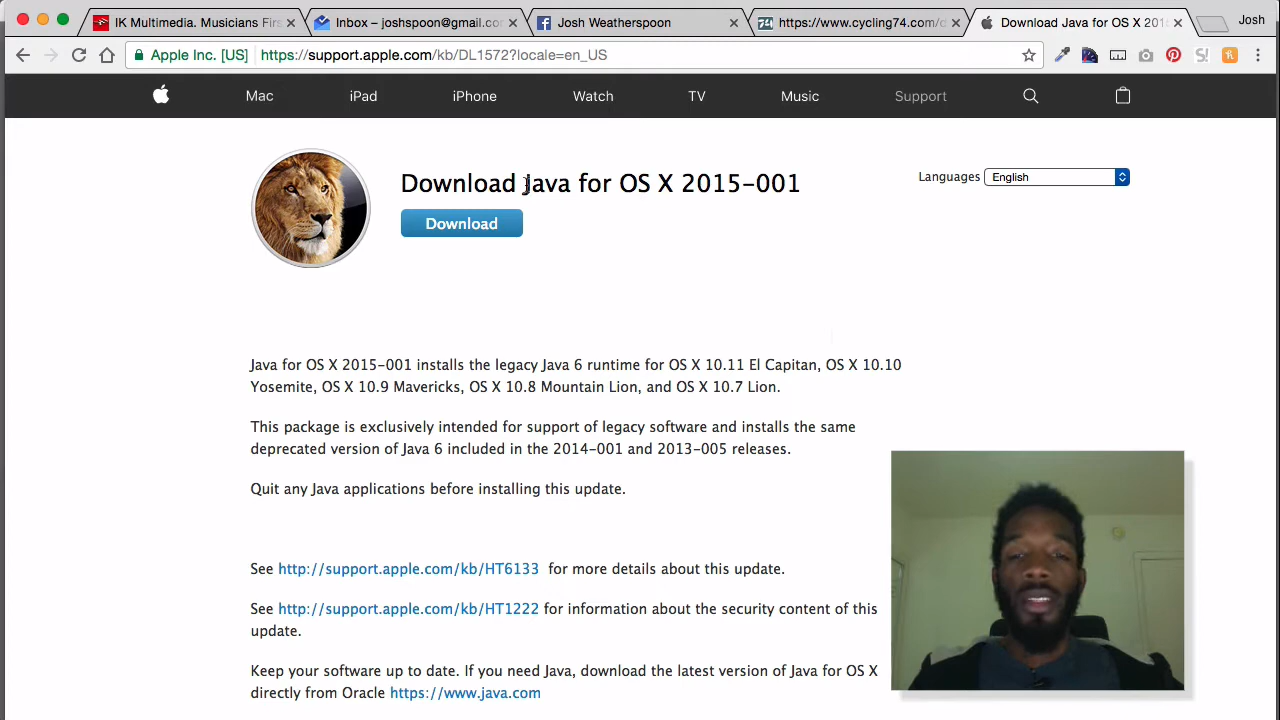 IK Multimedia. Musicians Firs
Inbox – joshspoon@gmail.co
Josh Weatherspoon
https://www.cycling74.com/
Download Java for OS X 201
Josh
Apple Inc. [US]
https://support.apple.com/kb/DL1572?locale=en_US
Mac
iPad
iPhone
Watch
TV
Music
Support
Download Java for OS X 2015-001
Languages
English
Download
Java for OS X 2015-001 installs the legacy Java 6 runtime for OS X 10.11 El Capitan, OS X 10.10
Yosemite, OS X 10.9 Mavericks, OS X 10.8 Mountain Lion, and OS X 10.7 Lion.
This package is exclusively intended for support of legacy software and installs the same
deprecated version of Java 6 included in the 2014-001 and 2013-005 releases.
Quit any Java applications before installing this update.
See http://support.apple.com/kb/HT6133 for more details about this update.
See http://support.apple.com/kb/HT1222 for information about the security content of this
update.
Keep your software up to date. If you need Java, download the latest version of Java for OS X
directly from Oracle https://www.java.com